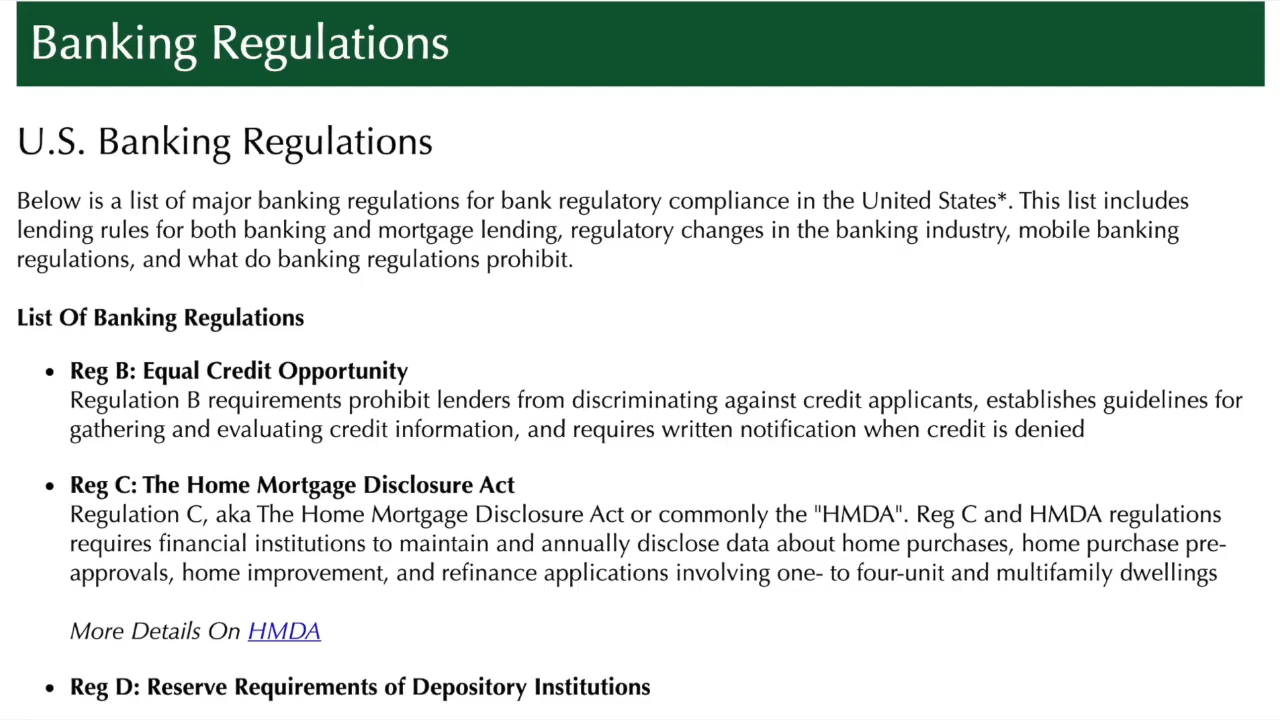 Banking Regulations
U.S. Banking Regulations
Below is a list of major banking regulations for bank regulatory compliance in the United States*. This list includes
lending rules for both banking and mortgage lending, regulatory changes in the banking industry, mobile banking
regulations, and what do banking regulations prohibit.
List Of Banking Regulations
• Reg B: Equal Credit Opportunity
Regulation B requirements prohibit lenders from discriminating against credit applicants, establishes guidelines for
gathering and evaluating credit information, and requires written notification when credit is denied
• Reg C: The Home Mortgage Disclosure Act
Regulation C, aka The Home Mortgage Disclosure Act or commonly the "HMDA". Reg C and HMDA regulations
requires financial institutions to maintain and annually disclose data about home purchases, home purchase pre-
approvals, home improvement, and refinance applications involving one- to four-unit and multifamily dwellings
More Details On HMDA
• Reg D: Reserve Requirements of Depository Institutions